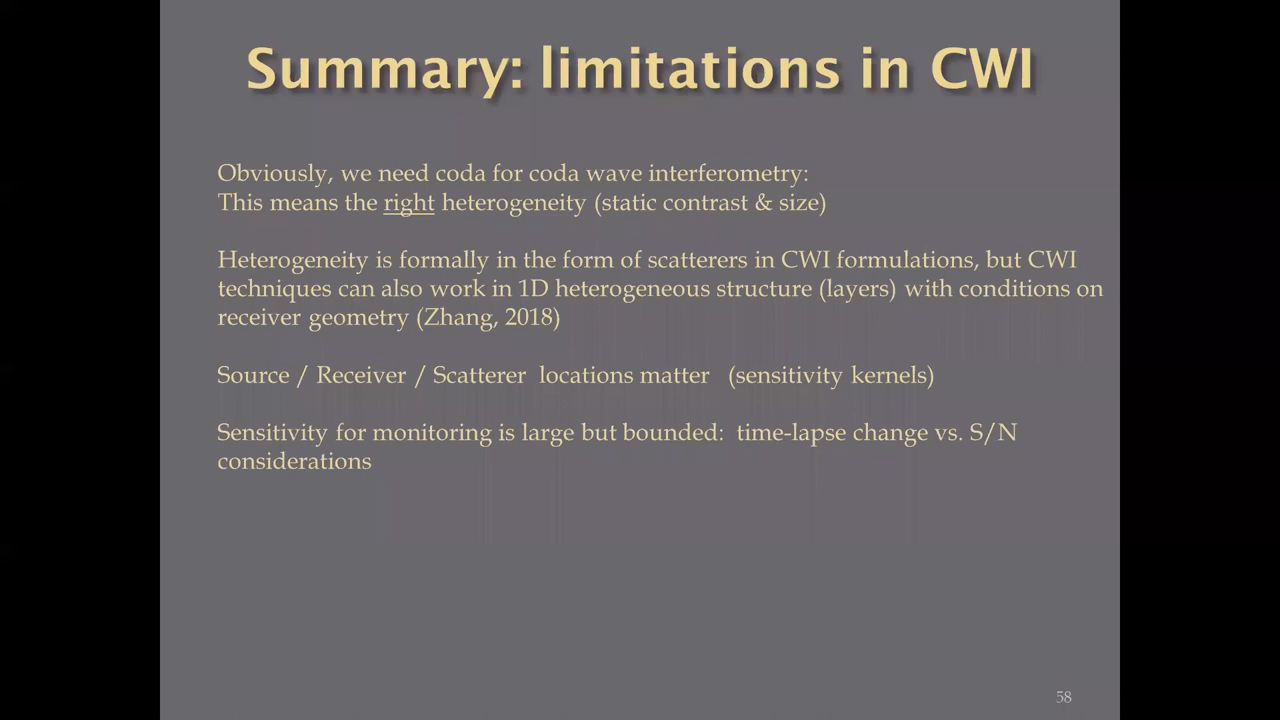 Summary: limitations in CWI
Obviously, we need coda for coda wave interferometry:
This means the right heterogeneity (static contrast & size)
Heterogeneity is formally in the form of scatterers in CWI formulations, but CWI
techniques can also work in 1D heterogeneous structure (layers) with conditions on
receiver geometry (Zhang, 2018)
Source / Receiver / Scatterer locations matter (sensitivity kernels)
Sensitivity for monitoring is large but bounded: time-lapse change vs. S/N
considerations
58